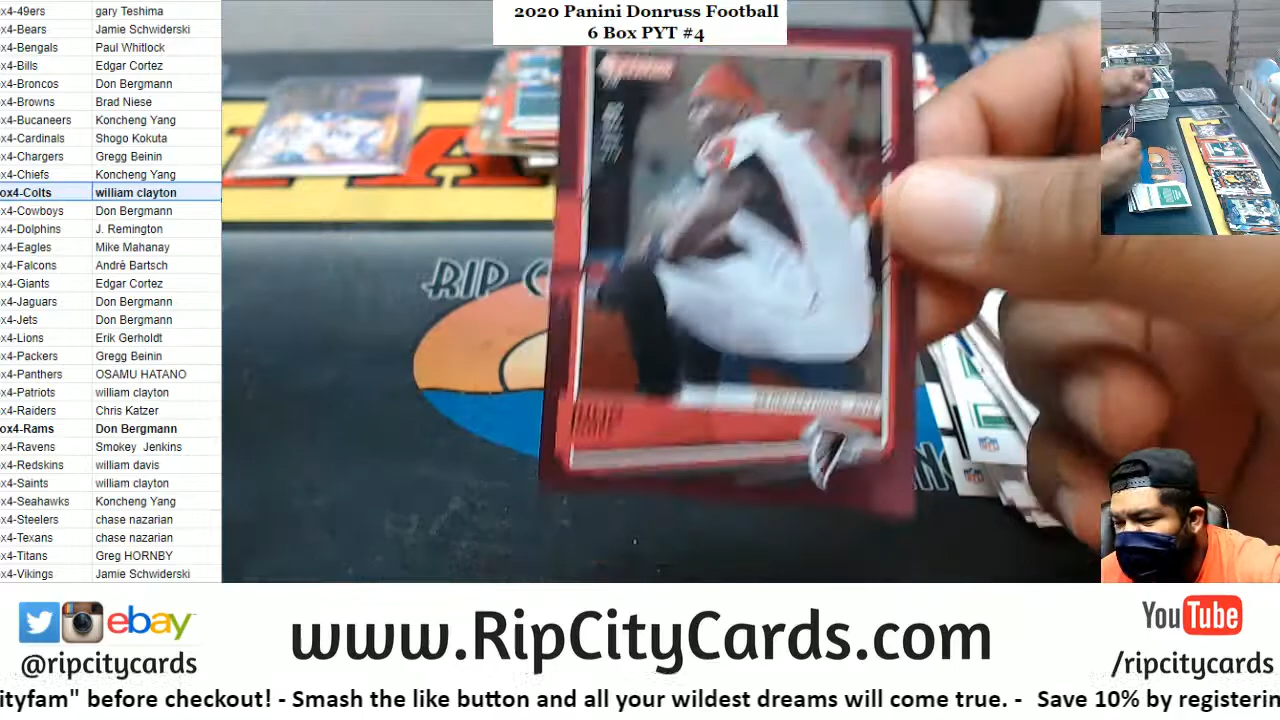 2020 Panini Donruss Football
6 Box PYT #4
x4-49ers gary Teshima
x4-Bears Jamie Schwiderski
x4-Bengals Paul Whitlock
x4-Bills Edgar Cortez
x4-Broncos Don Bergmann
x4-Browns Brad Niese
x4-Bucaneers Koncheng Yang
x4-Cardinals Shogo Kokuta
x4-Chargers Gregg Beinin
x4-Chiefs Koncheng Yang
ox4-Colts william clayton
x4-Cowboys Don Bergmann
x4-Dolphins J. Remington
x4-Eagles Mike Mahanay
x4-Falcons André Bartsch
x4-Giants Edgar Cortez
x4-Jaguars Don Bergmann
x4-Jets Don Bergmann
x4-Lions Erik Gerholdt
x4-Packers Gregg Beinin
x4-Panthers OSAMU HATANO
x4-Patriots william clayton
x4-Raiders Chris Katzer
ox4-Rams Don Bergmann
x4-Ravens Smokey Jenkins
x4-Redskins william davis
x4-Saints william clayton
x4-Seahawks Koncheng Yang
x4-Steelers chase nazarian
x4-Texans chase nazarian
x4-Titans Greg HORNBY
x4-Vikings Jamie Schwiderski
RIP C
ebay
@ripcitycards
www.RipCityCards.com
YouTube
/ripcitycards
ityfam" before checkout! - Smash the like button and all your wildest dreams will come true. - Save 10% by registerin